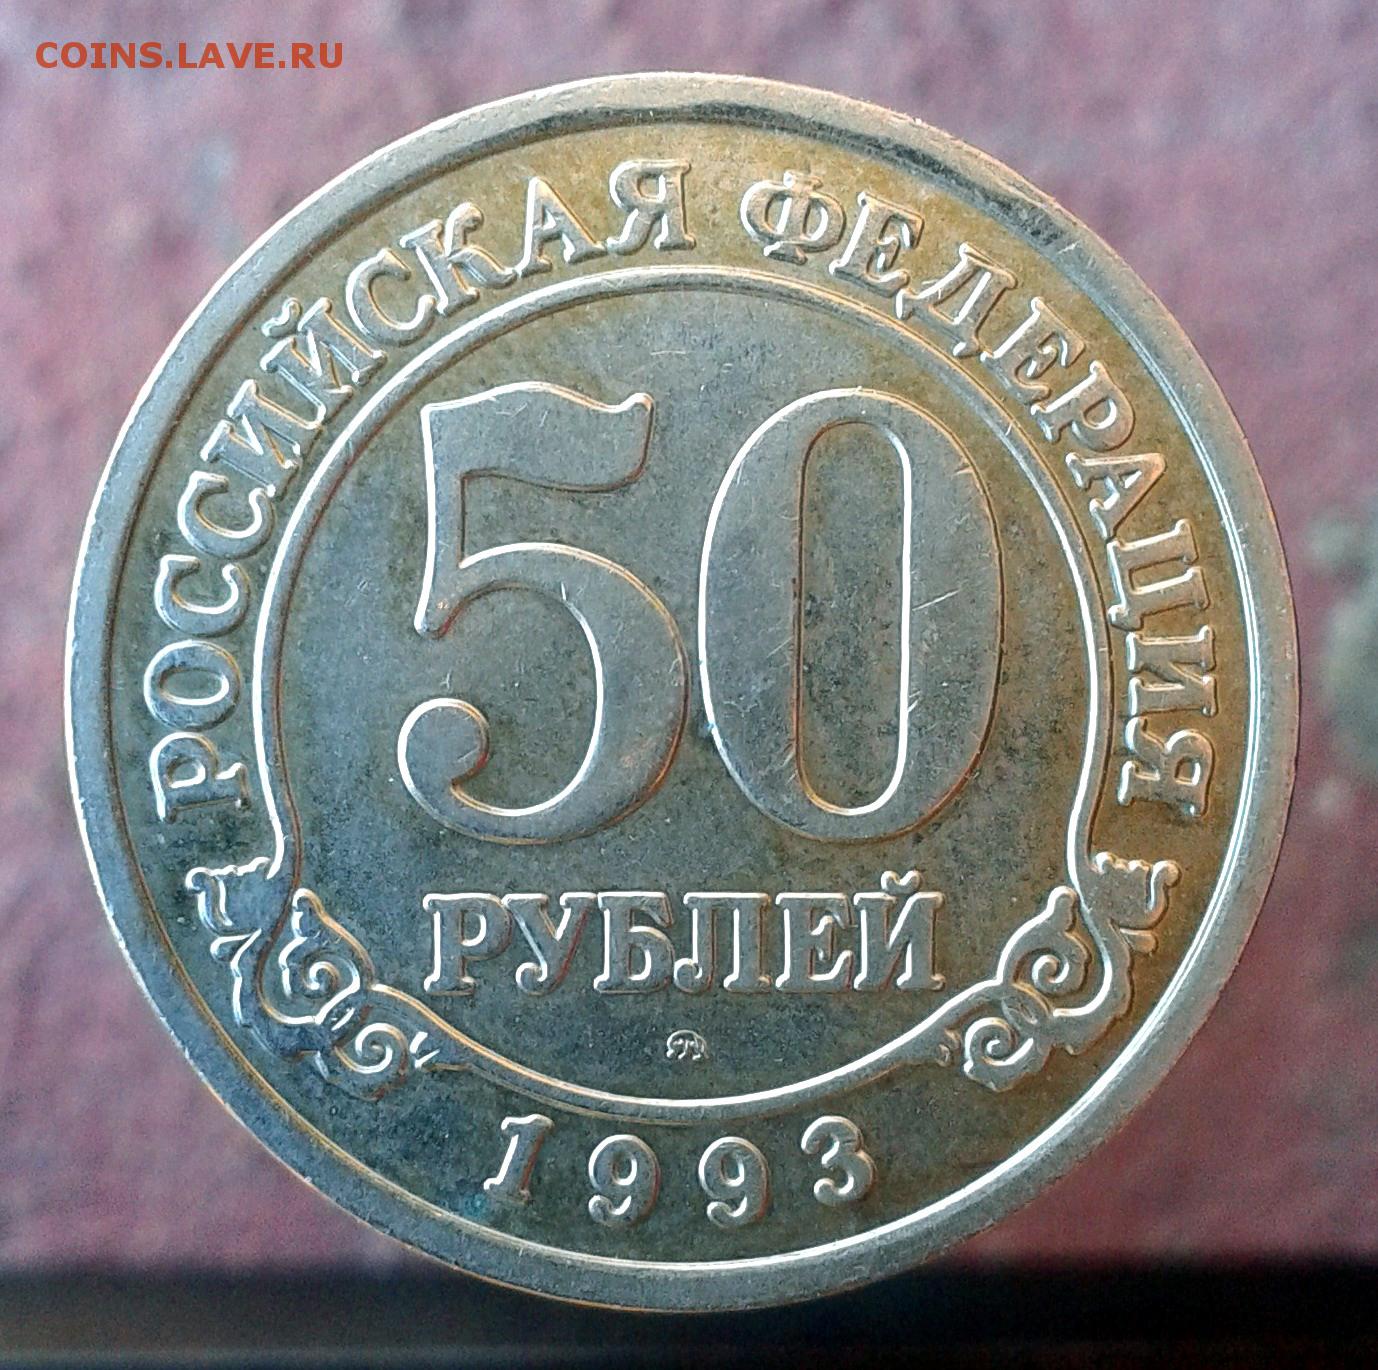 COINS.LAVE.RU
РОССИЙСКАЯ ФЕДЕРАЦИЯ
50
РУБЛЕЙ
1993